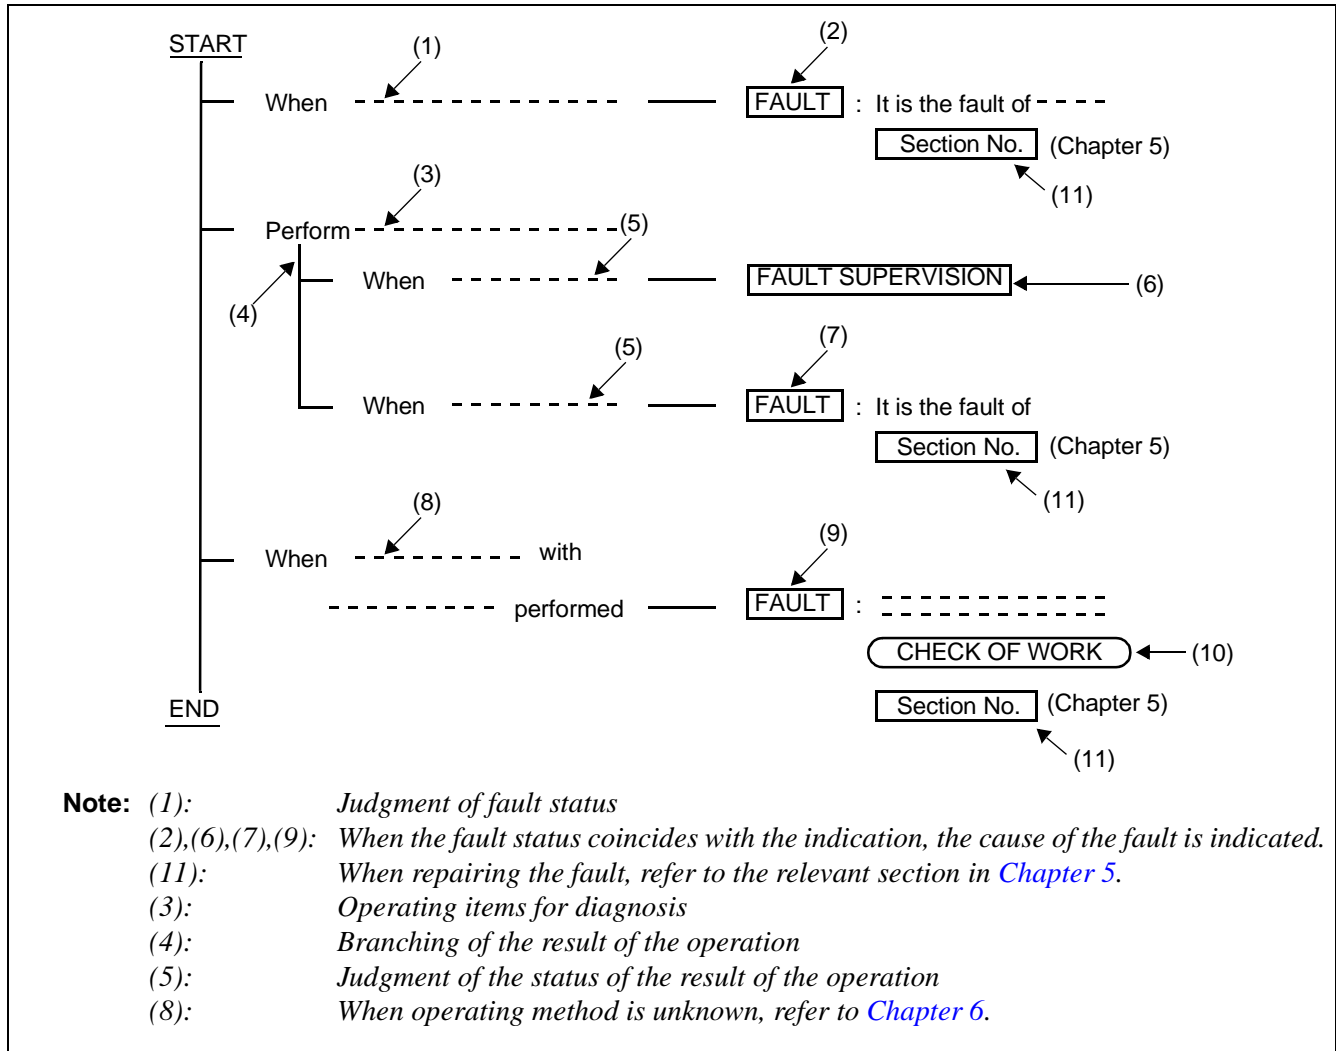 START
(1)
(2)
When
FAULT : It is the fault of
Section No. (Chapter 5)
(11)
(3)
Perform
(5)
When
FAULT SUPERVISION
(6)
(4)
(5)
(7)
When
FAULT : It is the fault of
Section No. (Chapter 5)
(11)
(8)
(9)
When with
performed
FAULT :
CHECK OF WORK
(10)
END
Section No. (Chapter 5)
(11)
Note: (1): Judgment of fault status
(2),(6),(7),(9): When the fault status coincides with the indication, the cause of the fault is indicated.
(11): When repairing the fault, refer to the relevant section in Chapter 5.
(3): Operating items for diagnosis
(4): Branching of the result of the operation
(5): Judgment of the status of the result of the operation
(8): When operating method is unknown, refer to Chapter 6.